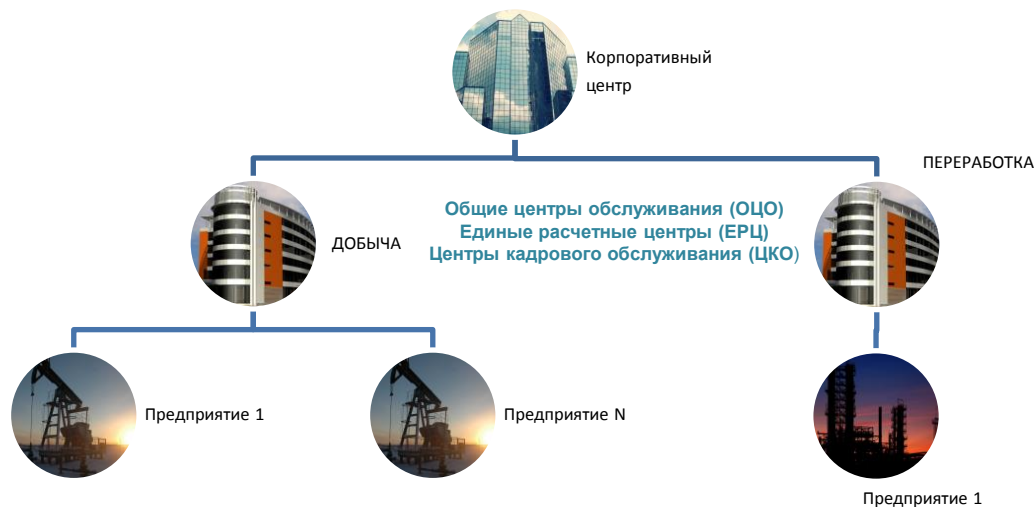 Корпоративный
центр
ПЕРЕРАБОТКА
Общие центры обслуживания (ОЦО)
Единые расчетные центры (ЕРЦ)
Центры кадрового обслуживания (ЦКО)
ДОБЫЧА
Предприятие 1
Предприятие N
Предприятие 1